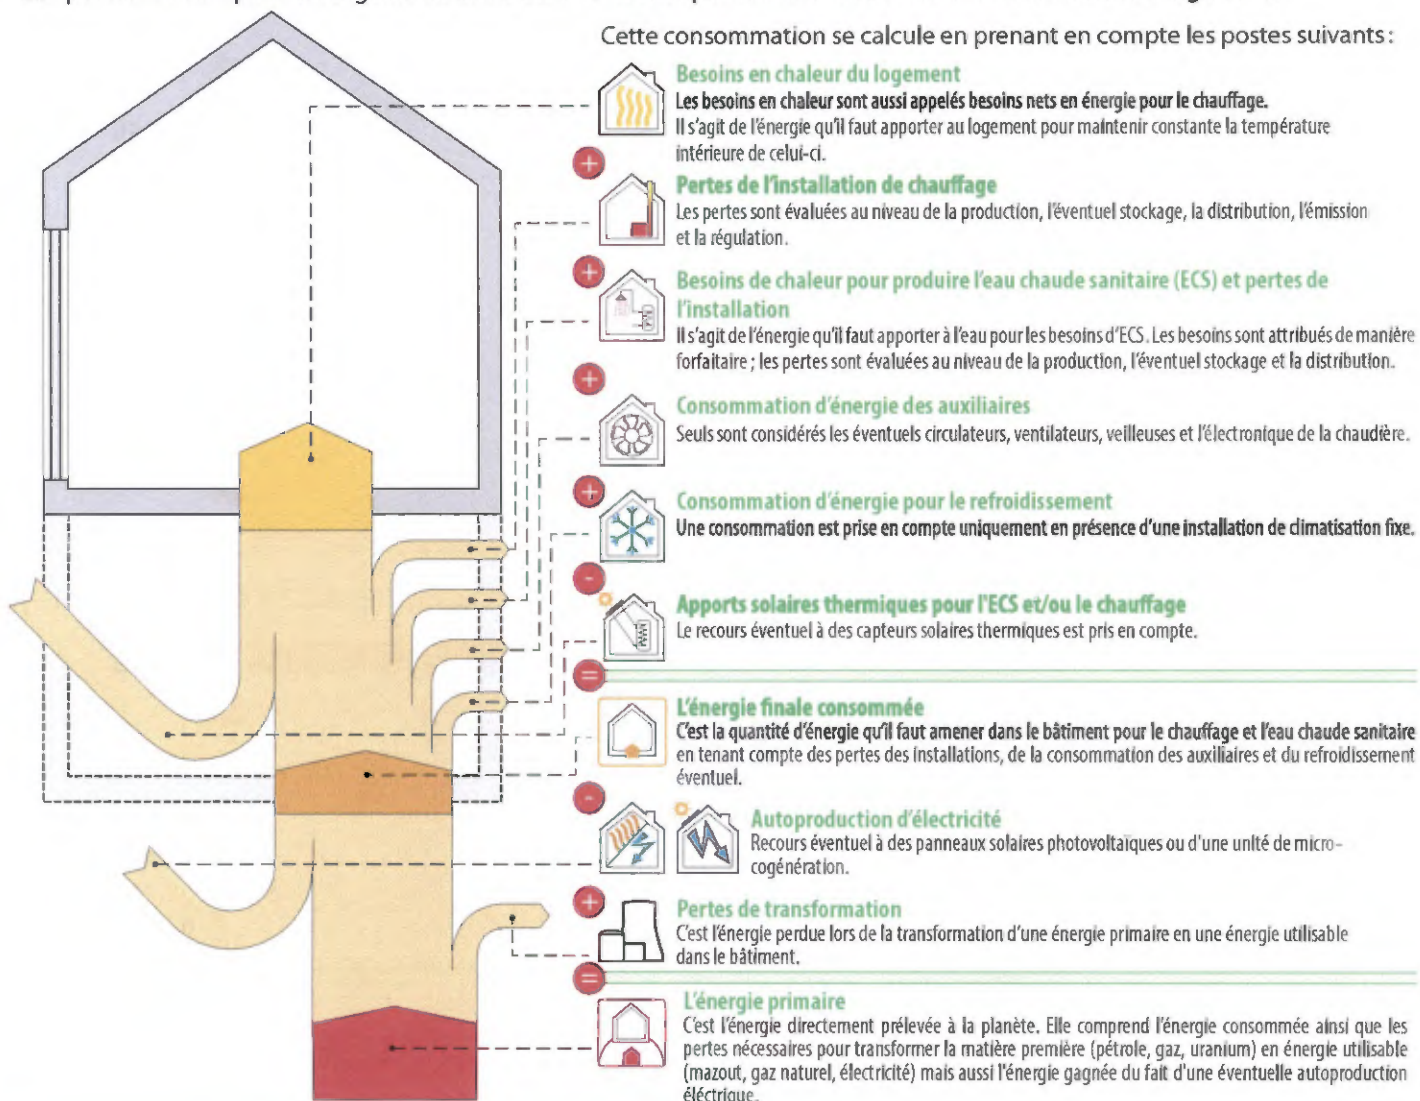 Cette consommation se calcule en prenant en compte les postes suivants :
Besoins en chaleur du logement
Les besoins en chaleur sont aussi appelés besoins nets en énergie pour le chauffage.
Il s'agit de l'énergie qu'il faut apporter au logement pour maintenir constante la température
intérieure de celui-ci.
+
Pertes de l'installation de chauffage
Les pertes sont évaluées au niveau de la production, l'éventuel stockage, la distribution, l'émission
et la régulation.
+
Besoins de chaleur pour produire l'eau chaude sanitaire (ECS) et pertes de
l'installation
Il s'agit de l'énergie qu'il faut apporter à l'eau pour les besoins d'ECS. Les besoins sont attribués de manière
forfaitaire ; les pertes sont évaluées au niveau de la production, l'éventuel stockage et la distribution.
+
Consommation d'énergie des auxiliaires
Seuls sont considérés les éventuels circulateurs, ventilateurs, veilleuses et l'électronique de la chaudière.
+
Consommation d'énergie pour le refroidissement
Une consommation est prise en compte uniquement en présence d'une installation de climatisation fixe.
-
Apports solaires thermiques pour l'ECS et/ou le chauffage
Le recours éventuel à des capteurs solaires thermiques est pris en compte.
=
L'énergie finale consommée
C'est la quantité d'énergie qu'il faut amener dans le bâtiment pour le chauffage et l'eau chaude sanitaire
en tenant compte des pertes des installations, de la consommation des auxiliaires et du refroidissement
éventuel.
-
Autoproduction d'électricité
Recours éventuel à des panneaux solaires photovoltaïques ou d'une unité de micro-
cogénération.
+
Pertes de transformation
C'est l'énergie perdue lors de la transformation d'une énergie primaire en une énergie utilisable
dans le bâtiment.
=
L'énergie primaire
C'est l'énergie directement prélevée à la planète. Elle comprend l'énergie consommée ainsi que les
pertes nécessaires pour transformer la matière première (pétrole, gaz, uranium) en énergie utilisable
(mazout, gaz naturel, électricité) mais aussi l'énergie gagnée du fait d'une éventuelle autoproduction
éléctrique.